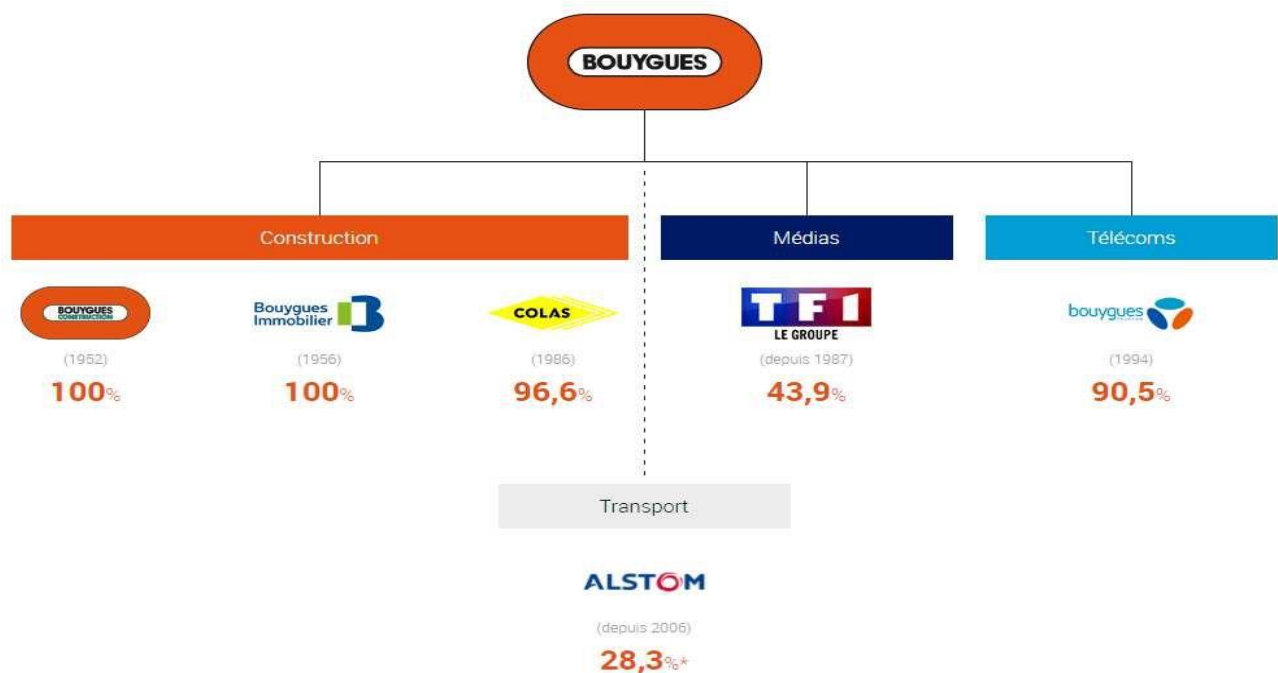 BOUYGUES
Construction
Médias
Télécoms
BOUYGUES
CONSTRUCTION
Bouygues
Immobilier
COLAS
TF1
LE GROUPE
bouygues
(1952)
(1956)
(1986)
(depuis 1987)
(1994)
100%
100%
96,6%
43,9%
90,5%
Transport
ALSTOM
(depuis 2006)
28,3%*